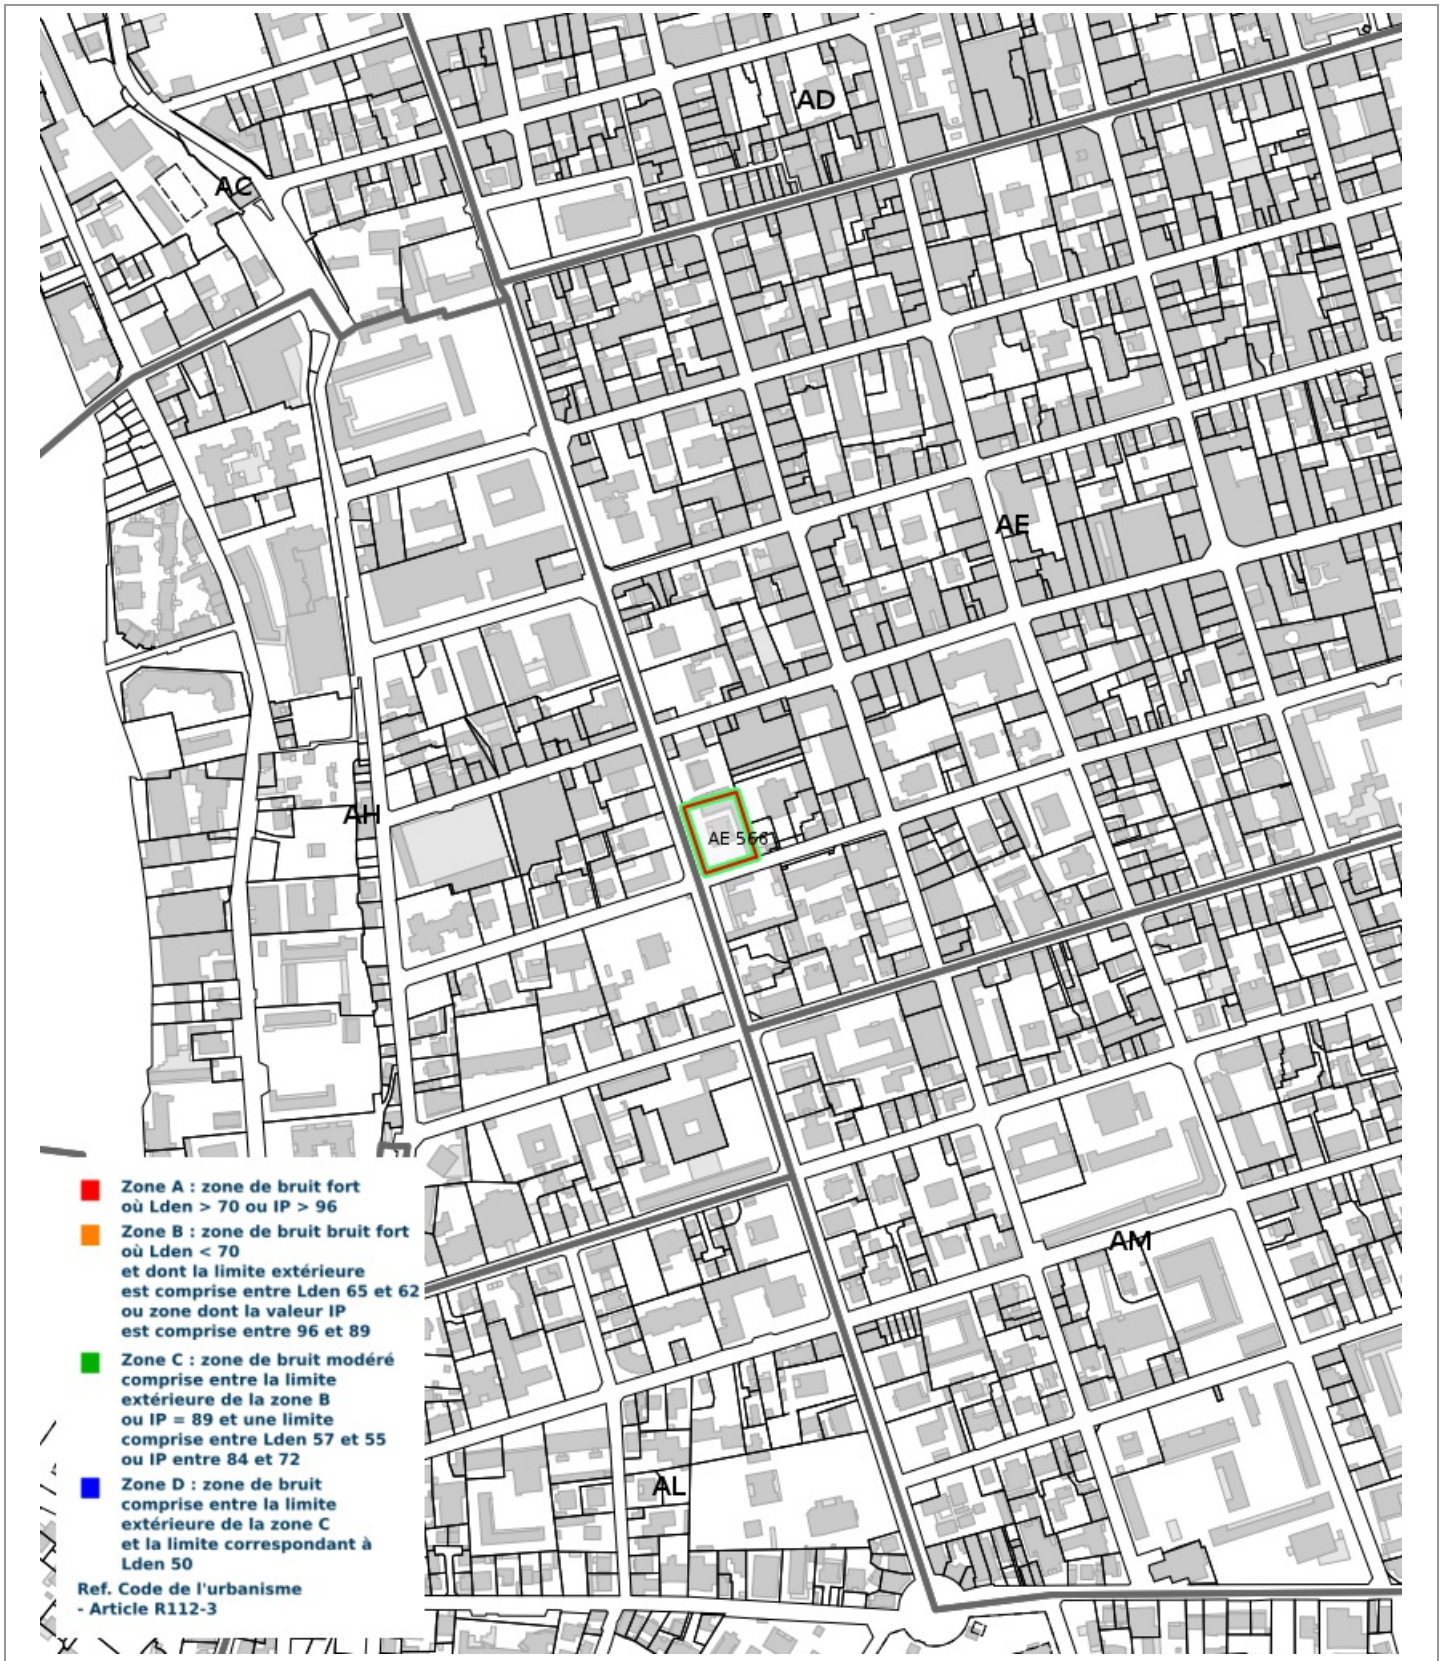 AD
AC
AE
AH
AE 566
Zone A : zone de bruit fort
où Lden > 70 ou IP > 96
Zone B : zone de bruit bruit fort
où Lden < 70
et dont la limite extérieure
est comprise entre Lden 65 et 62
ou zone dont la valeur IP
est comprise entre 96 et 89
AM
Zone C : zone de bruit modéré
comprise entre la limite
extérieure de la zone B
ou IP = 89 et une limite
comprise entre Lden 57 et 55
ou IP entre 84 et 72
AL
Zone D : zone de bruit
comprise entre la limite
extérieure de la zone C
et la limite correspondant à
Lden 50
Ref. Code de l'urbanisme
- Article R112-3